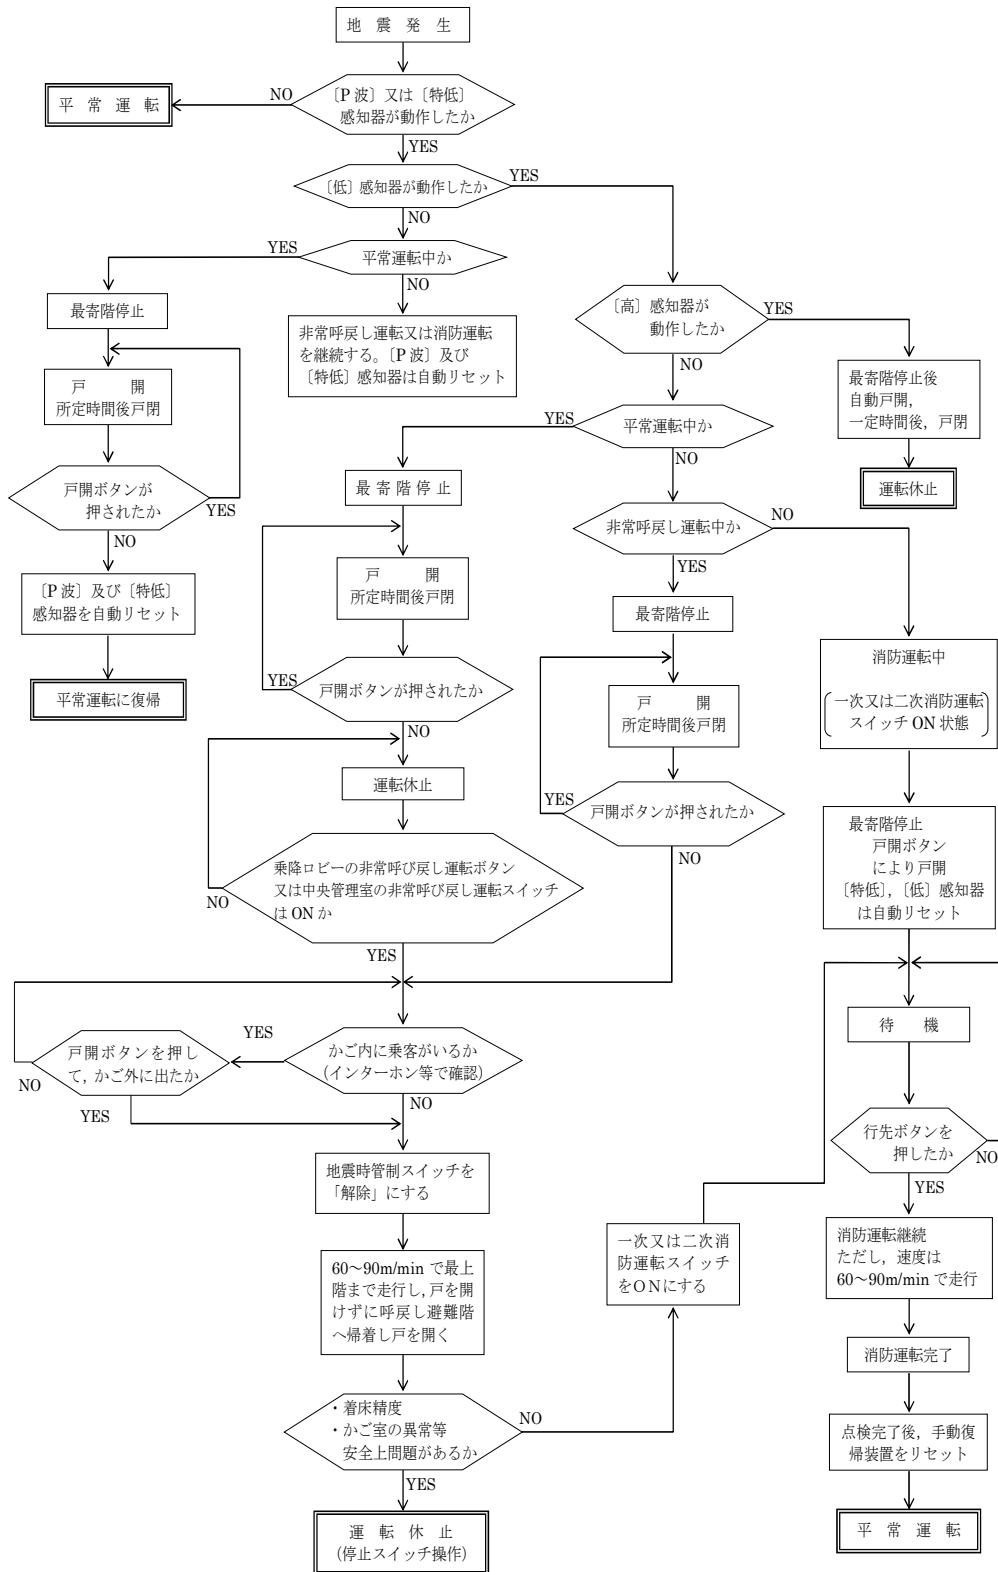 地　震　発　生
〔P 波〕又は〔特低〕
感知器が動作したか
NO
平　常　運　転
YES
〔低〕感知器が動作したか
YES
NO
平常運転中か
YES
NO
最寄階停止
戸　　　開
所定時間後戸閉
戸開ボタンが
押されたか
YES
NO
〔P 波〕及び〔特低〕
感知器を自動リセット
平常運転に復帰
非常呼戻し運転又は消防運転
を継続する。〔P 波〕及び
〔特低〕感知器は自動リセット
〔高〕感知器が
動作したか
YES
NO
最寄階停止後
自動戸開，
一定時間後，戸閉
運転休止
平常運転中か
YES
NO
最 寄 階 停 止
戸　　　開
所定時間後戸閉
戸開ボタンが押されたか
YES
NO
運転休止
乗降ロビーの非常呼び戻し運転ボタン
又は中央管理室の非常呼び戻し運転スイッチ
は ON か
NO
YES
非常呼戻し運転中か
NO
YES
最寄階停止
戸　　　開
所定時間後戸閉
戸開ボタンが押されたか
YES
NO
消防運転中
一次又は二次消防運転
スイッチ ON 状態
最寄階停止
戸開ボタン
により戸開
〔特低〕，〔低〕感知器
は自動リセット
待　　機
行先ボタンを
押したか
NO
YES
消防運転継続
ただし，速度は
60～90m/min で走行
消防運転完了
点検完了後，手動復
帰装置をリセット
平　常　運　転
かご内に乗客がいるか
（インターホン等で確認）
YES
NO
戸開ボタンを押し
て，かご外に出たか
NO
YES
地震時管制スイッチを
「解除」にする
60～90m/min で最上
階まで走行し，戸を開
けずに呼戻し避難階
へ帰着し戸を開く
・着床精度
・かご室の異常等
安全上問題があるか
NO
YES
一次又は二次消
防運転スイッチ
をＯＮにする
運　転　休　止
（停止スイッチ操作）